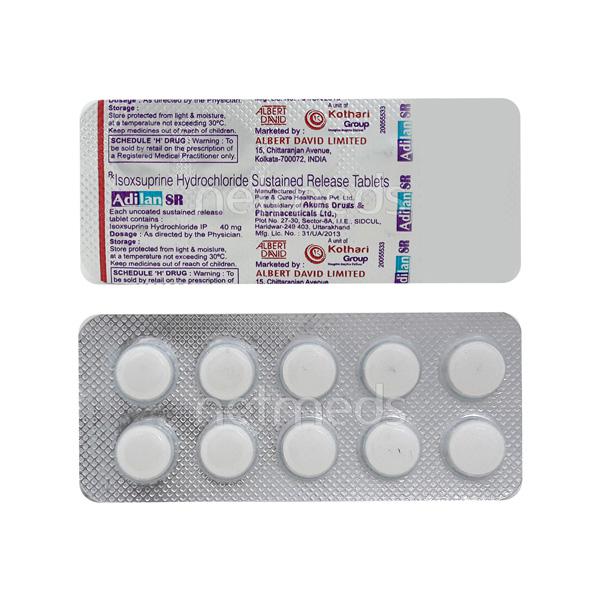 Dosage : As directed by the Physician.
Storage :
Store protected from light & moisture,
at a temperature not exceeding 30°C.
Keep medicines out of reach of children.
SCHEDULE 'H' DRUG : Warning : To
be sold by retail on the prescription of
a Registered Medical Practitioner only.
ALBERT
DAVID
A unit of
Kothari
Group
Marketed by :
ALBERT DAVID LIMITED
15, Chittaranjan Avenue,
Kolkata-700072, INDIA
2005S533
Adilan SR
Rx Isoxsuprine Hydrochloride Sustained Release Tablets
Adilan SR
Each uncoated sustained release
tablet contains :
Isoxsuprine Hydrochloride IP 40 mg
Dosage : As directed by the Physician.
Storage :
Store protected from light & moisture,
at a temperature not exceeding 30°C.
Keep medicines out of reach of children.
SCHEDULE 'H' DRUG : Warning : To
be sold by retail on the prescription of
Manufactured by :
Pure & Cure Healthcare Pvt. Ltd.
(A subsidiary of Akums Drugs &
Pharmaceuticals Ltd.,)
Plot No. 27-30, Sector-8A, I.I.E., SIDCUL,
Haridwar-249 403, Uttarakhand
Mfg. Lic. No. : 31/UA/2013
ALBERT
DAVID
A unit of
Kothari
Group
Marketed by :
ALBERT DAVID LIMITED
15, Chittaranjan Avenue,
Adilan SR
Adilan SR
netmeds
netmeds